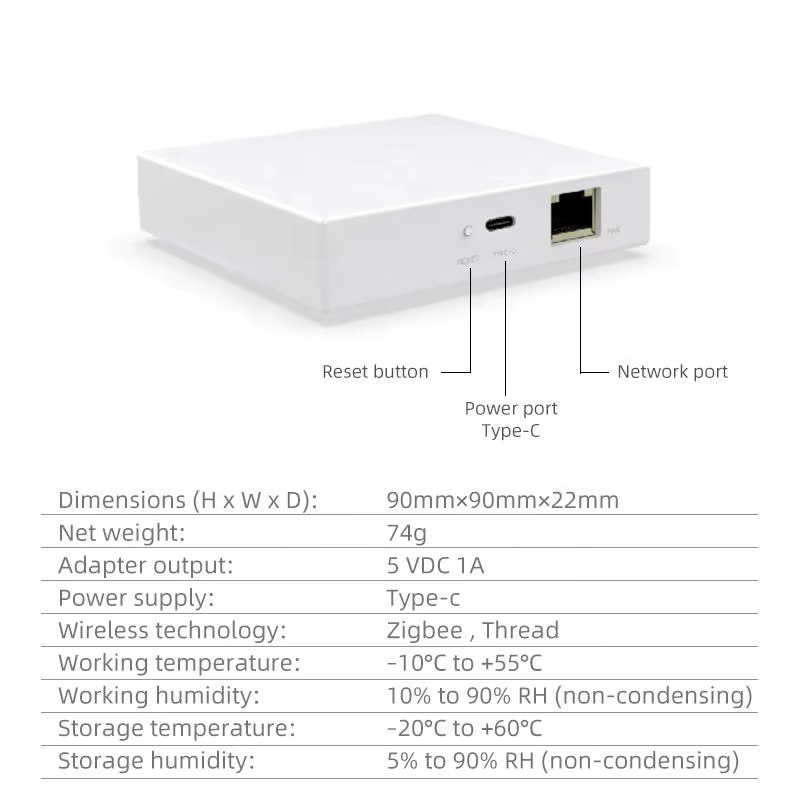 RESET TYPE-C
Reset button
Network port
Power port
Type-C
Dimensions (H x W x D): 90mm×90mm×22mm
Net weight: 74g
Adapter output: 5 VDC 1A
Power supply: Type-c
Wireless technology: Zigbee , Thread
Working temperature: -10°C to +55°C
Working humidity: 10% to 90% RH (non-condensing)
Storage temperature: -20°C to +60°C
Storage humidity: 5% to 90% RH (non-condensing)